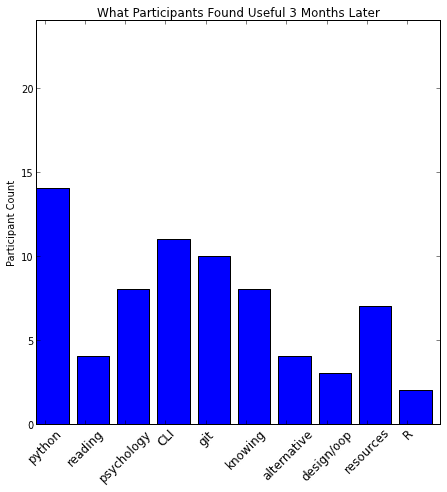 What Participants Found Useful 3 Months Later
Participant Count
20
15
10
5
0
python
reading
psychology
CLI
git
knowing
alternative
design/oop
resources
R